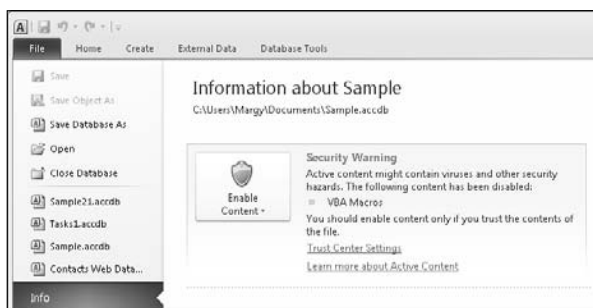 File Home Create External Data Database Tools
Save
Save Object As
Save Database As
Open
Close Database
Sample21.accdb
Tasks1.accdb
Sample.accdb
Contacts Web Data...
Info
Information about Sample
C:\Users\Margy\Documents\Sample.accdb
Enable
Content
Security Warning
Active content might contain viruses and other security
hazards. The following content has been disabled:
VBA Macros
You should enable content only if you trust the contents of
the file.
Trust Center Settings
Learn more about Active Content